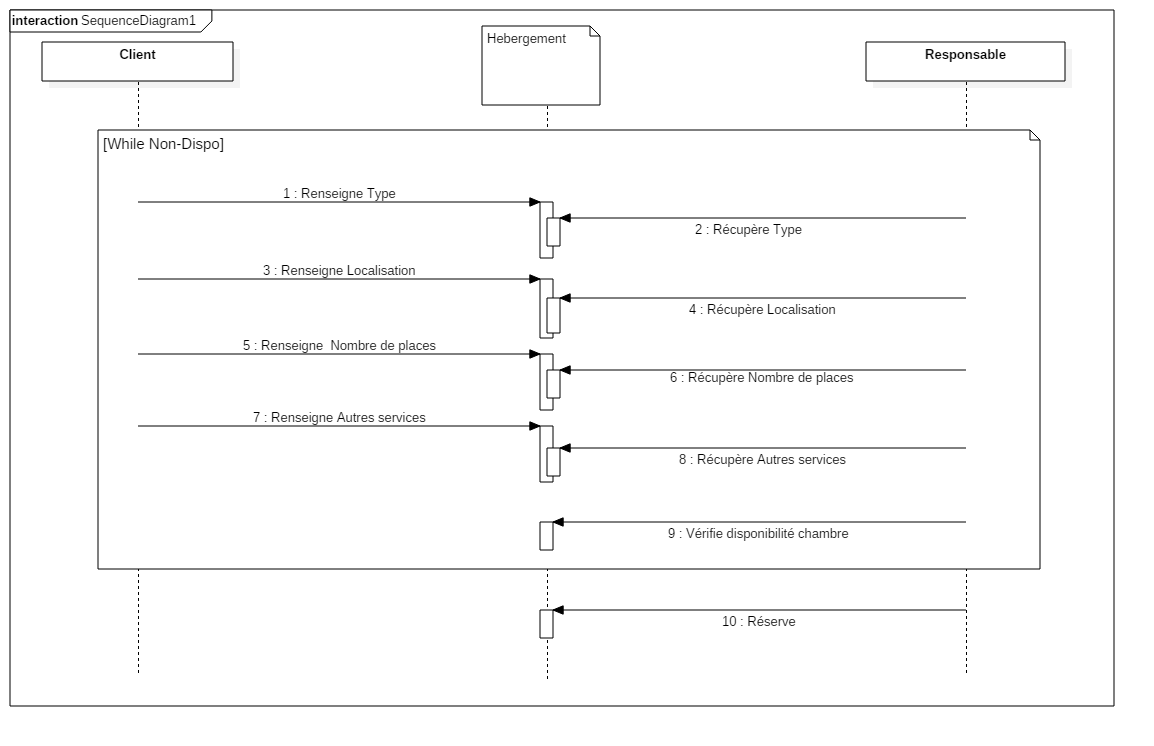 interaction SequenceDiagram1
Client
Hebergement
Responsable
[While Non-Dispo]
1 : Renseigne Type
2 : Récupère Type
3 : Renseigne Localisation
4 : Récupère Localisation
5 : Renseigne  Nombre de places
6 : Récupère Nombre de places
7 : Renseigne Autres services
8 : Récupère Autres services
9 : Vérifie disponibilité chambre
10 : Réserve